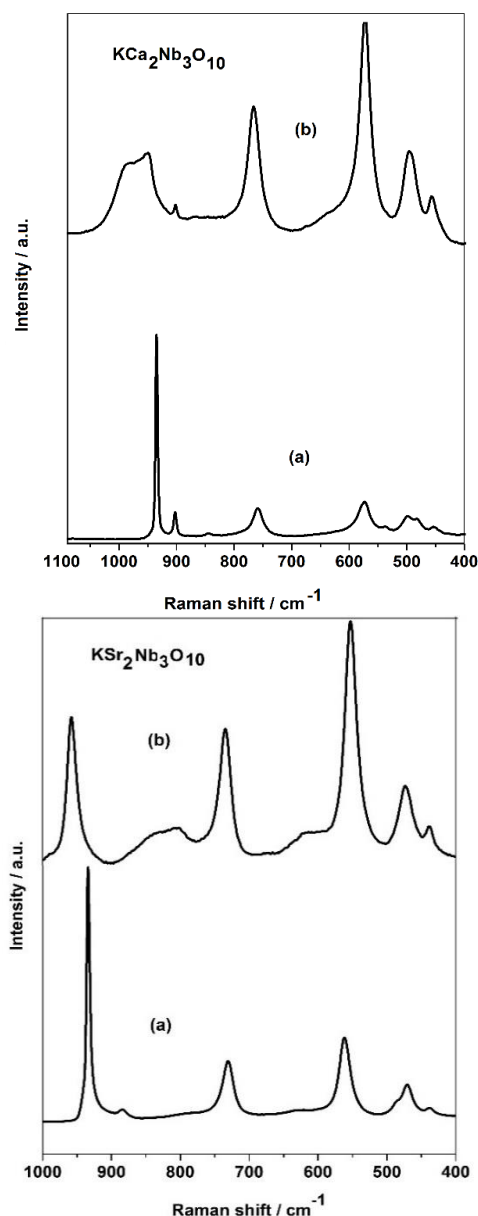 KCa₂Nb₃O₁₀
(b)
Intensity / a.u.
(a)
1100 1000 900 800 700 600 500 400
Raman shift / cm⁻¹
KSr₂Nb₃O₁₀
(b)
Intensity / a.u.
(a)
1000 900 800 700 600 500 400
Raman shift / cm⁻¹